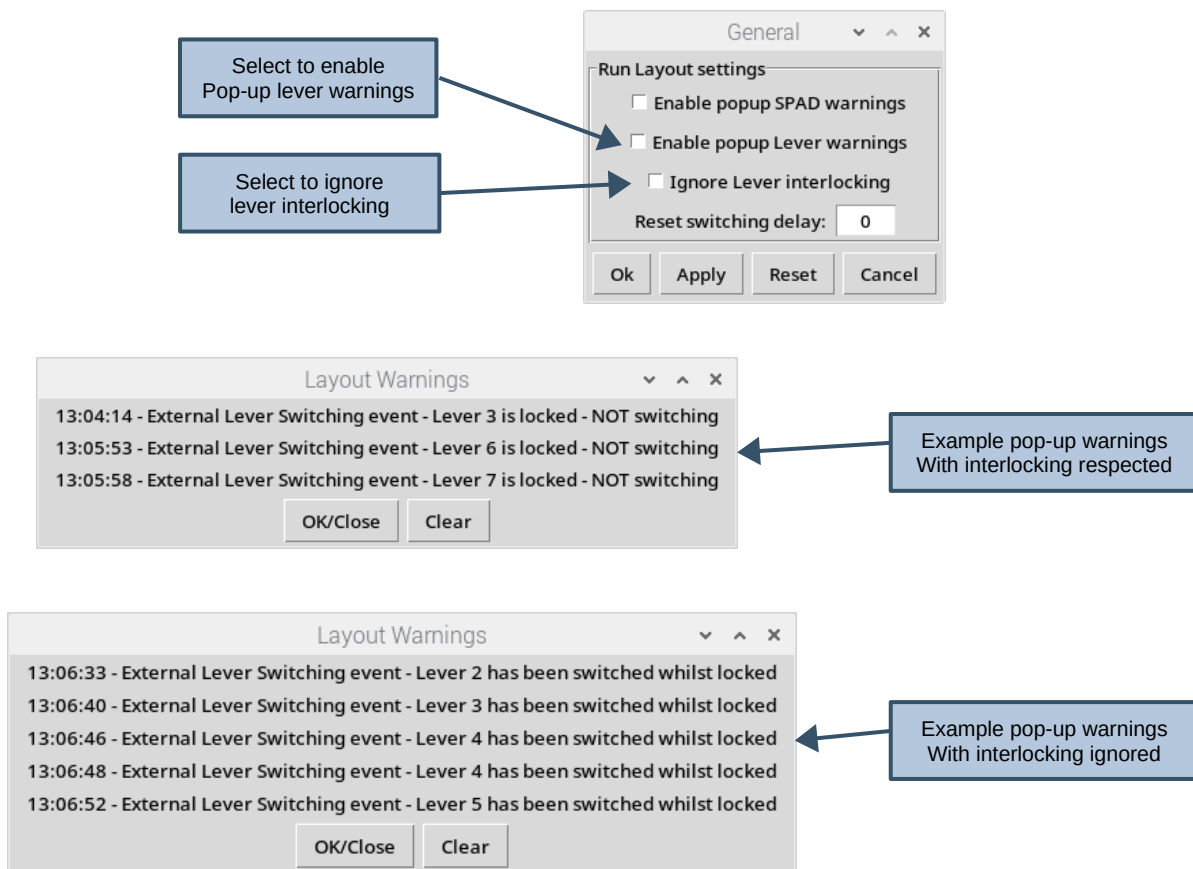 General
Select to enable
Pop-up lever warnings
Run Layout settings
Enable popup SPAD warnings
Enable popup Lever warnings
Select to ignore
lever interlocking
Ignore Lever interlocking
Reset switching delay: 0
Ok Apply Reset Cancel
Layout Warnings
13:04:14 - External Lever Switching event - Lever 3 is locked - NOT switching
13:05:53 - External Lever Switching event - Lever 6 is locked - NOT switching
13:05:58 - External Lever Switching event - Lever 7 is locked - NOT switching
OK/Close Clear
Example pop-up warnings
With interlocking respected
Layout Warnings
13:06:33 - External Lever Switching event - Lever 2 has been switched whilst locked
13:06:40 - External Lever Switching event - Lever 3 has been switched whilst locked
13:06:46 - External Lever Switching event - Lever 4 has been switched whilst locked
13:06:48 - External Lever Switching event - Lever 4 has been switched whilst locked
13:06:52 - External Lever Switching event - Lever 5 has been switched whilst locked
OK/Close Clear
Example pop-up warnings
With interlocking ignored